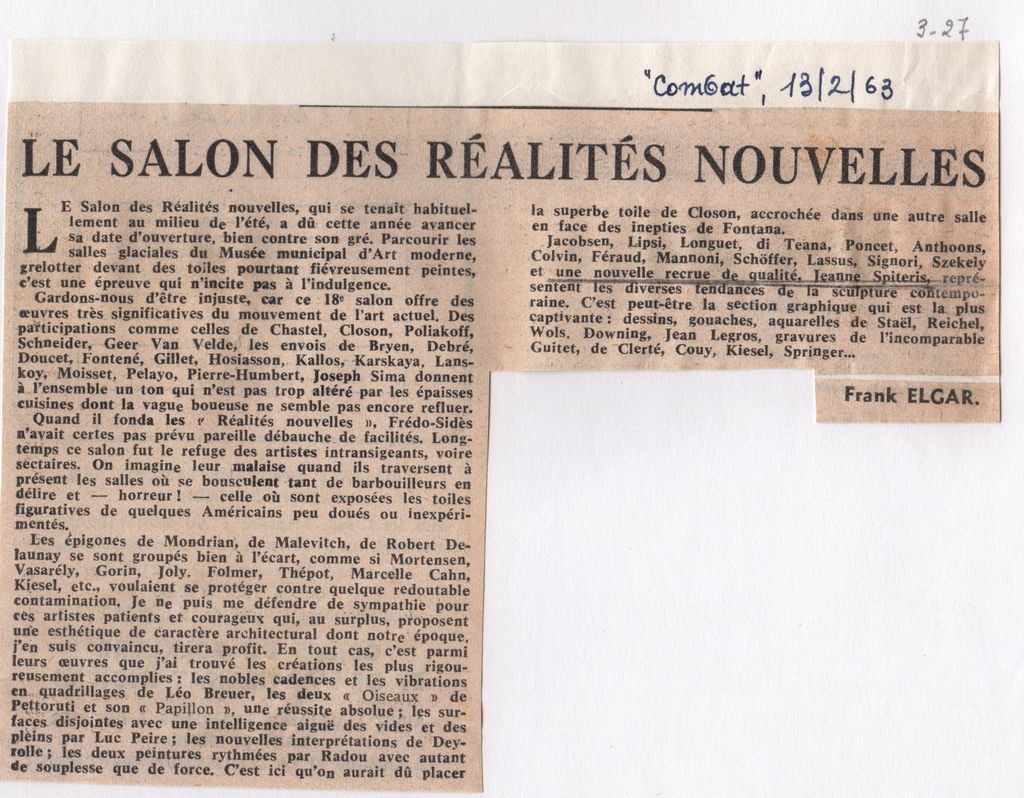 3-27
"Combat", 13/2/63
LE SALON DES RÉALITÉS NOUVELLES
LE Salon des Réalités nouvelles, qui se tenait habituel-
lement au milieu de l'été, a dû cette année avancer
sa date d'ouverture, bien contre son gré. Parcourir les
salles glaciales du Musée municipal d'Art moderne,
grelotter devant des toiles pourtant fiévreusement peintes,
c'est une épreuve qui n'incite pas à l'indulgence.
Gardons-nous d'être injuste, car ce 18e salon offre des
œuvres très significatives du mouvement de l'art actuel. Des
participations comme celles de Chastel, Closon, Poliakoff,
Schneider, Geer Van Velde, les envois de Bryen, Debré,
Doucet, Fontené, Gillet, Hosiasson, Kallos, Karskaya, Lans-
koy, Moisset, Pelayo, Pierre-Humbert, Joseph Sima donnent
à l'ensemble un ton qui n'est pas trop altéré par les épaisses
cuisines dont la vague boueuse ne semble pas encore refluer.
Quand il fonda les « Réalités nouvelles », Frédo-Sidès
n'avait certes pas prévu pareille débauche de facilités. Long-
temps ce salon fut le refuge des artistes intransigeants, voire
sectaires. On imagine leur malaise quand ils traversent à
présent les salles où se bousculent tant de barbouilleurs en
délire et — horreur ! — celle où sont exposées les toiles
figuratives de quelques Américains peu doués ou inexpéri-
mentés.
Les épigones de Mondrian, de Malevitch, de Robert De-
launay se sont groupés bien à l'écart, comme si Mortensen,
Vasarély, Gorin, Joly. Folmer, Thépot, Marcelle Cahn,
Kiesel, etc., voulaient se protéger contre quelque redoutable
contamination. Je ne puis me défendre de sympathie pour
ces artistes patients et courageux qui, au surplus, proposent
une esthétique de caractère architectural dont notre époque,
j'en suis convaincu, tirera profit. En tout cas, c'est parmi
leurs œuvres que j'ai trouvé les créations les plus rigou-
reusement accomplies : les nobles cadences et les vibrations
en quadrillages de Léo Breuer, les deux « Oiseaux » de
Pettoruti et son « Papillon », une réussite absolue ; les sur-
faces disjointes avec une intelligence aiguë des vides et des
pleins par Luc Peire ; les nouvelles interprétations de Dey-
rolle ; les deux peintures rythmées par Radou avec autant
de souplesse que de force. C'est ici qu'on aurait dû placer
la superbe toile de Closon, accrochée dans une autre salle
en face des inepties de Fontana.
Jacobsen, Lipsi, Longuet, di Teana, Poncet, Anthoons,
Colvin, Féraud, Mannoni, Schöffer, Lassus, Signori, Szekely
et une nouvelle recrue de qualité, Jeanne Spiteris, repré-
sentent les diverses tendances de la sculpture contempo-
raine. C'est peut-être la section graphique qui est la plus
captivante : dessins, gouaches, aquarelles de Staël, Reichel,
Wols. Downing, Jean Legros, gravures de l'incomparable
Guitet, de Clerté, Couy, Kiesel, Springer...
Frank ELGAR.